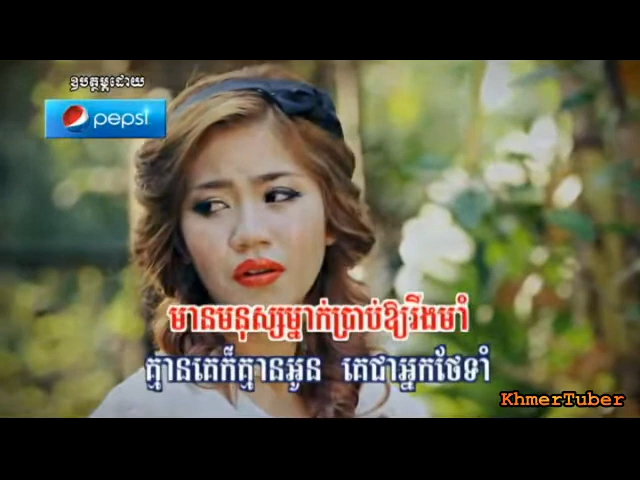 ឧបត្ថម្ភដោយ
pepsi
មានមនុស្សម្នាក់ប្រាប់ឱ្យរឹងមាំ
គ្មានគេក៏គ្មានអូន គេជាអ្នកថែទាំ
KhmerTuber